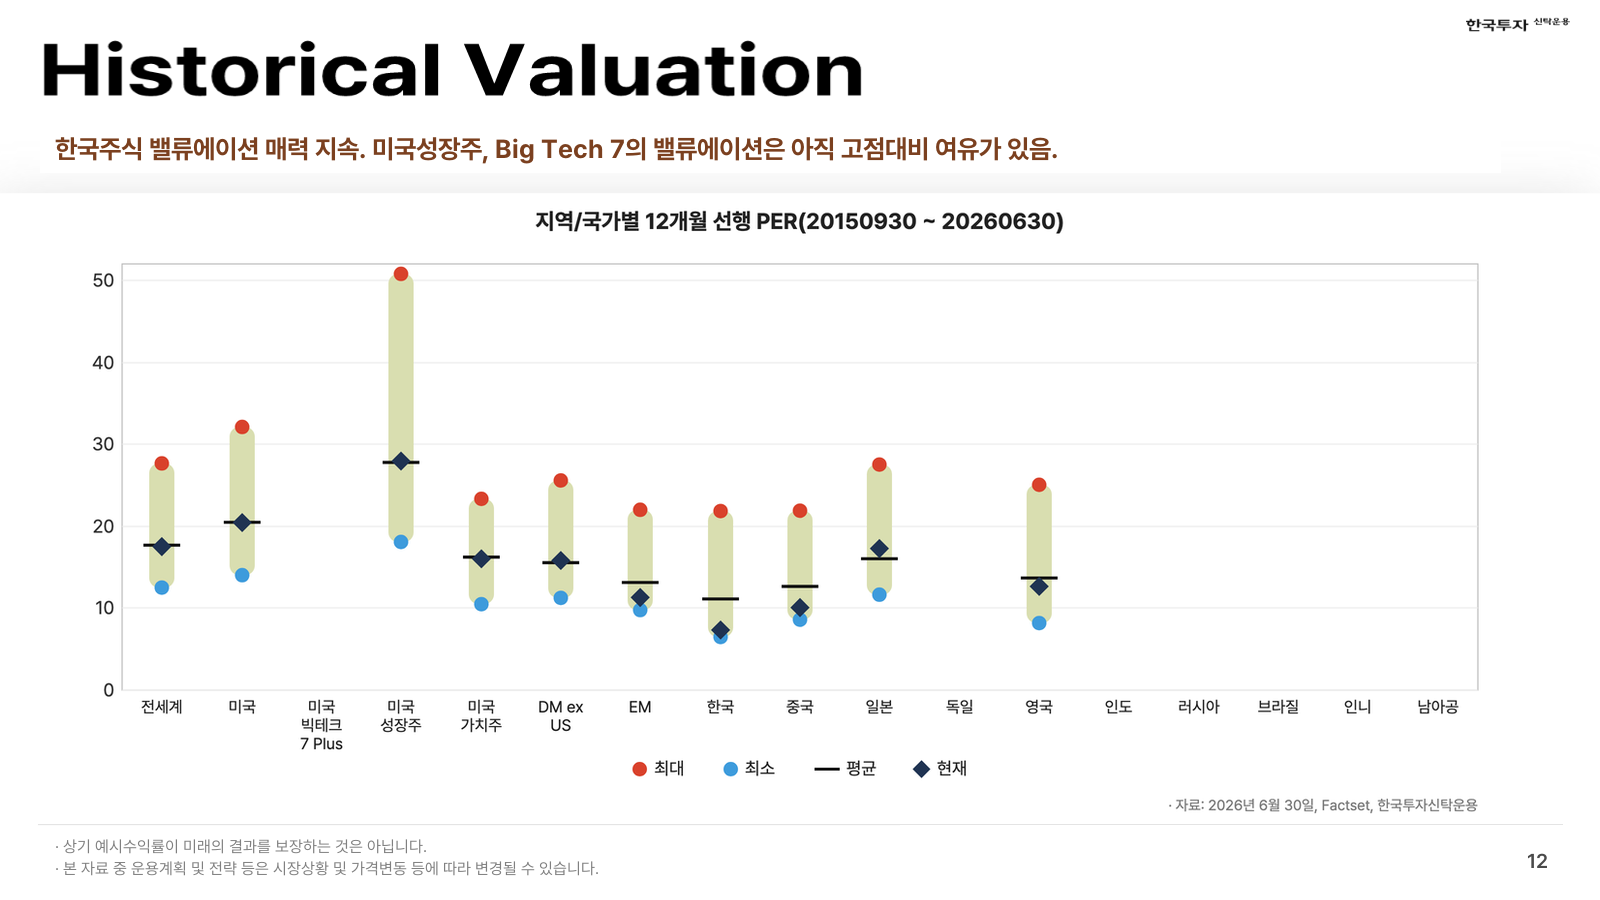 한국투자 신탁운용
Historical Valuation
한국주식 밸류에이션 매력 지속. 미국성장주, Big Tech 7의 밸류에이션은 아직 고점대비 여유가 있음.
지역/국가별 12개월 선행 PER(20150930 ~ 20260630)
50
40
30
20
10
0
전세계
미국
미국
빅테크
7 Plus
미국
성장주
미국
가치주
DM ex
US
EM
한국
중국
일본
독일
영국
인도
러시아
브라질
인니
남아공
최대
최소
평균
현재
· 자료: 2026년 6월 30일, Factset, 한국투자신탁운용
· 상기 예시수익률이 미래의 결과를 보장하는 것은 아닙니다.
· 본 자료 중 운용계획 및 전략 등은 시장상황 및 가격변동 등에 따라 변경될 수 있습니다.
12